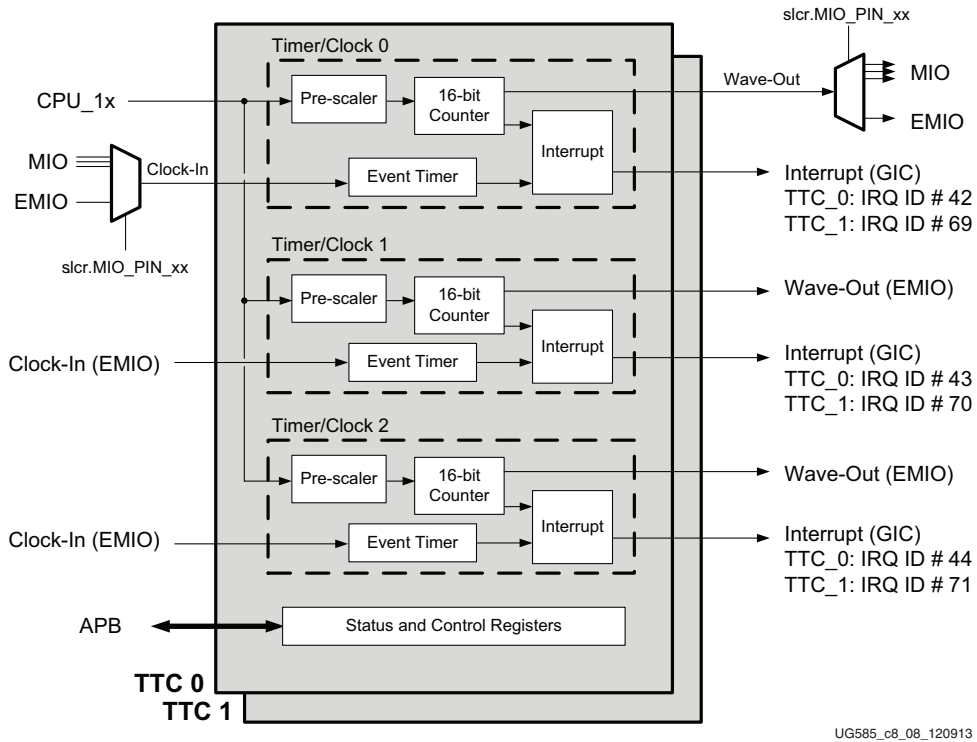 slcr.MIO_PIN_xx
Timer/Clock 0
CPU_1x
Pre-scaler
16-bit
Counter
Wave-Out
MIO
EMIO
MIO
EMIO
Clock-In
slcr.MIO_PIN_xx
Event Timer
Interrupt
Interrupt (GIC)
TTC_0: IRQ ID # 42
TTC_1: IRQ ID # 69
Timer/Clock 1
Pre-scaler
16-bit
Counter
Wave-Out (EMIO)
Clock-In (EMIO)
Event Timer
Interrupt
Interrupt (GIC)
TTC_0: IRQ ID # 43
TTC_1: IRQ ID # 70
Timer/Clock 2
Pre-scaler
16-bit
Counter
Wave-Out (EMIO)
Clock-In (EMIO)
Event Timer
Interrupt
Interrupt (GIC)
TTC_0: IRQ ID # 44
TTC_1: IRQ ID # 71
APB
Status and Control Registers
TTC 0
TTC 1
UG585_c8_08_120913